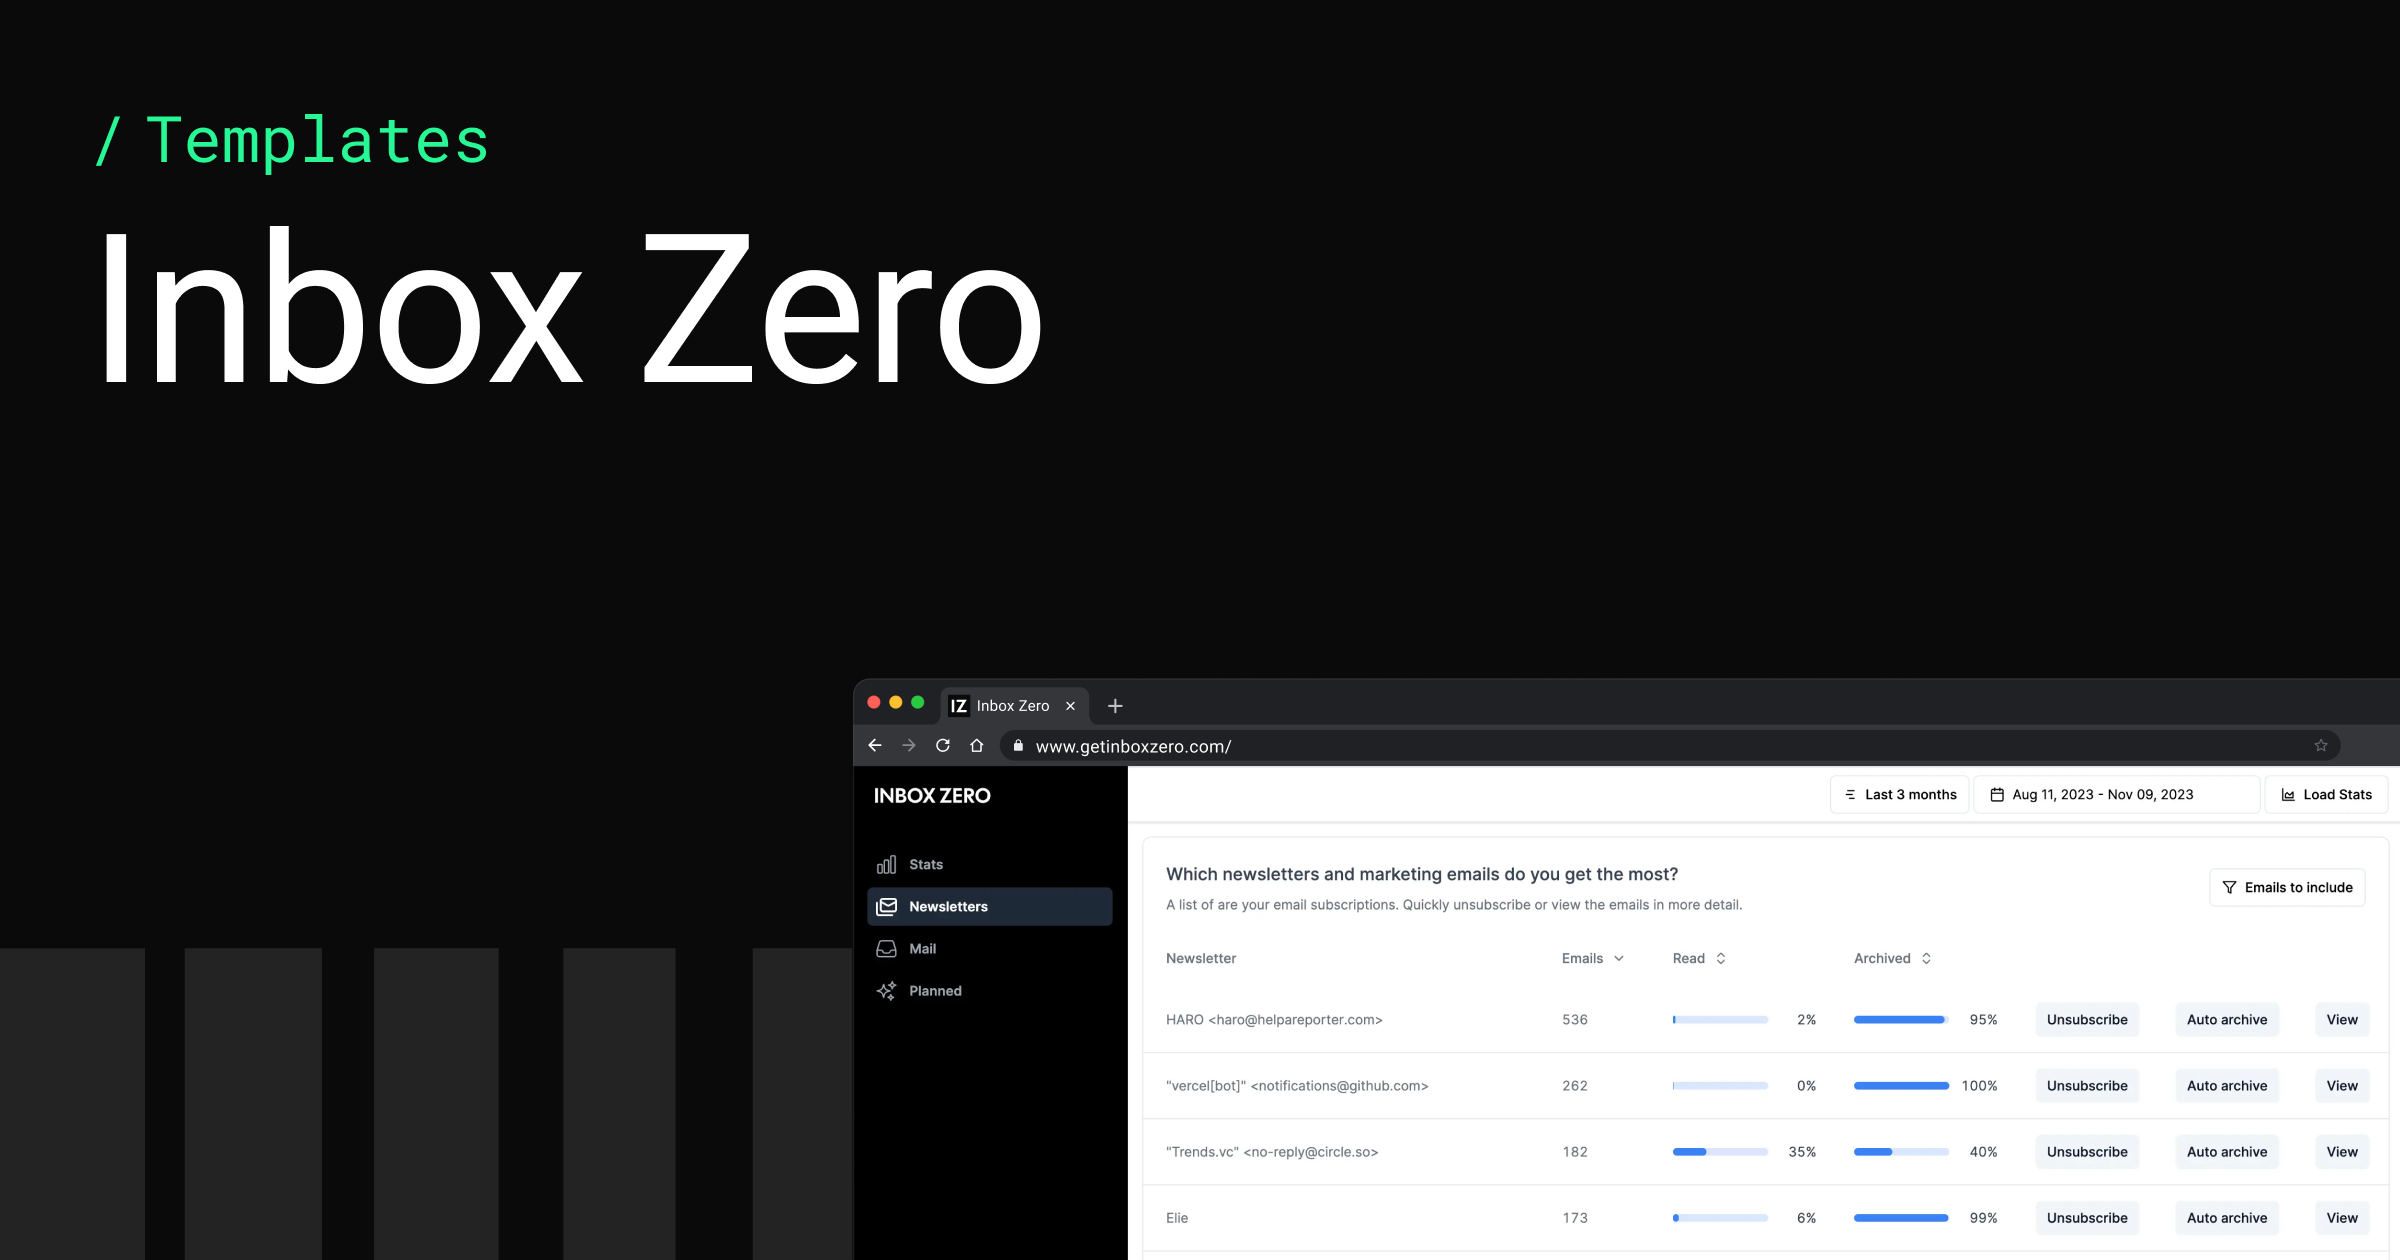 / Templates
Inbox Zero
IZ Inbox Zero
www.getinboxzero.com/
INBOX ZERO
Last 3 months Aug 11, 2023 - Nov 09, 2023 Load Stats
Stats
Newsletters
Mail
Planned
Which newsletters and marketing emails do you get the most?
A list of are your email subscriptions. Quickly unsubscribe or view the emails in more detail.
Emails to include
Newsletter Emails Read Archived
HARO <haro@helpareporter.com> 536 2% 95% Unsubscribe Auto archive View
"vercel[bot]" <notifications@github.com> 262 0% 100% Unsubscribe Auto archive View
"Trends.vc" <no-reply@circle.so> 182 35% 40% Unsubscribe Auto archive View
Elie 173 6% 99% Unsubscribe Auto archive View